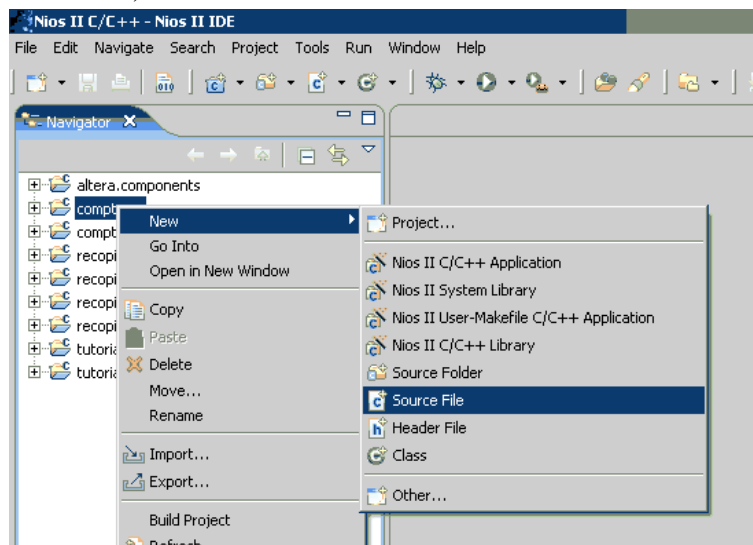 Nios II C/C++ - Nios II IDE
File Edit Navigate Search Project Tools Run Window Help
Navigator
altera.components
New
Go Into
Open in New Window
Copy
Paste
Delete
Move...
Rename
Import...
Export...
Build Project
Refresh
Project...
Nios II C/C++ Application
Nios II System Library
Nios II User-Makefile C/C++ Application
Nios II C/C++ Library
Source Folder
Source File
Header File
Class
Other...